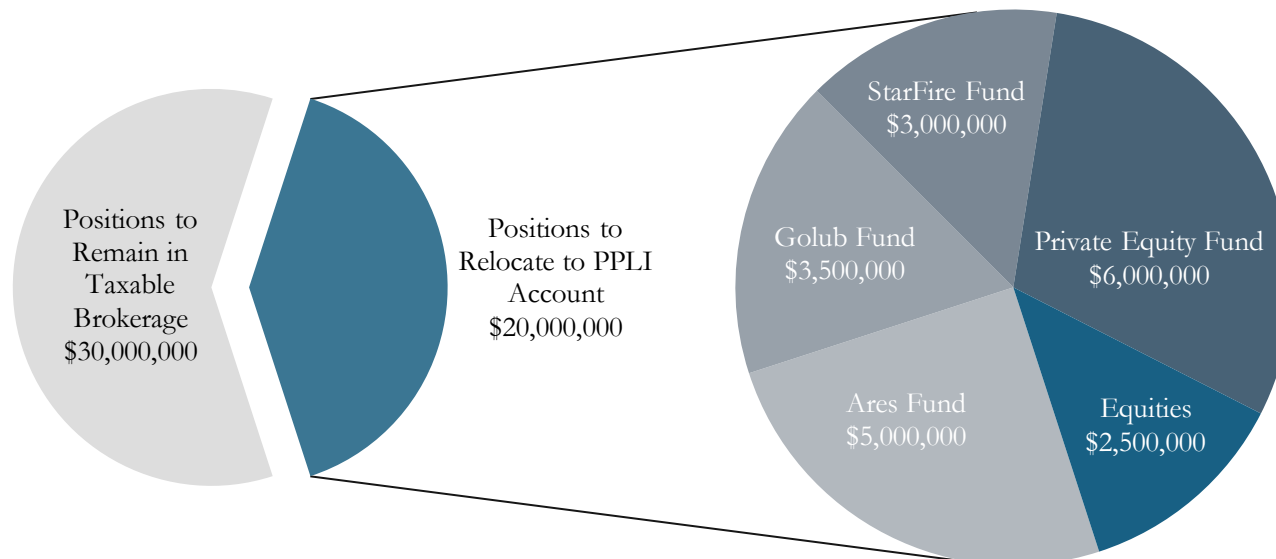 Positions to
Remain in
Taxable
Brokerage
$30,000,000
Positions to
Relocate to PPLI
Account
$20,000,000
StarFire Fund
$3,000,000
Golub Fund
$3,500,000
Private Equity Fund
$6,000,000
Ares Fund
$5,000,000
Equities
$2,500,000